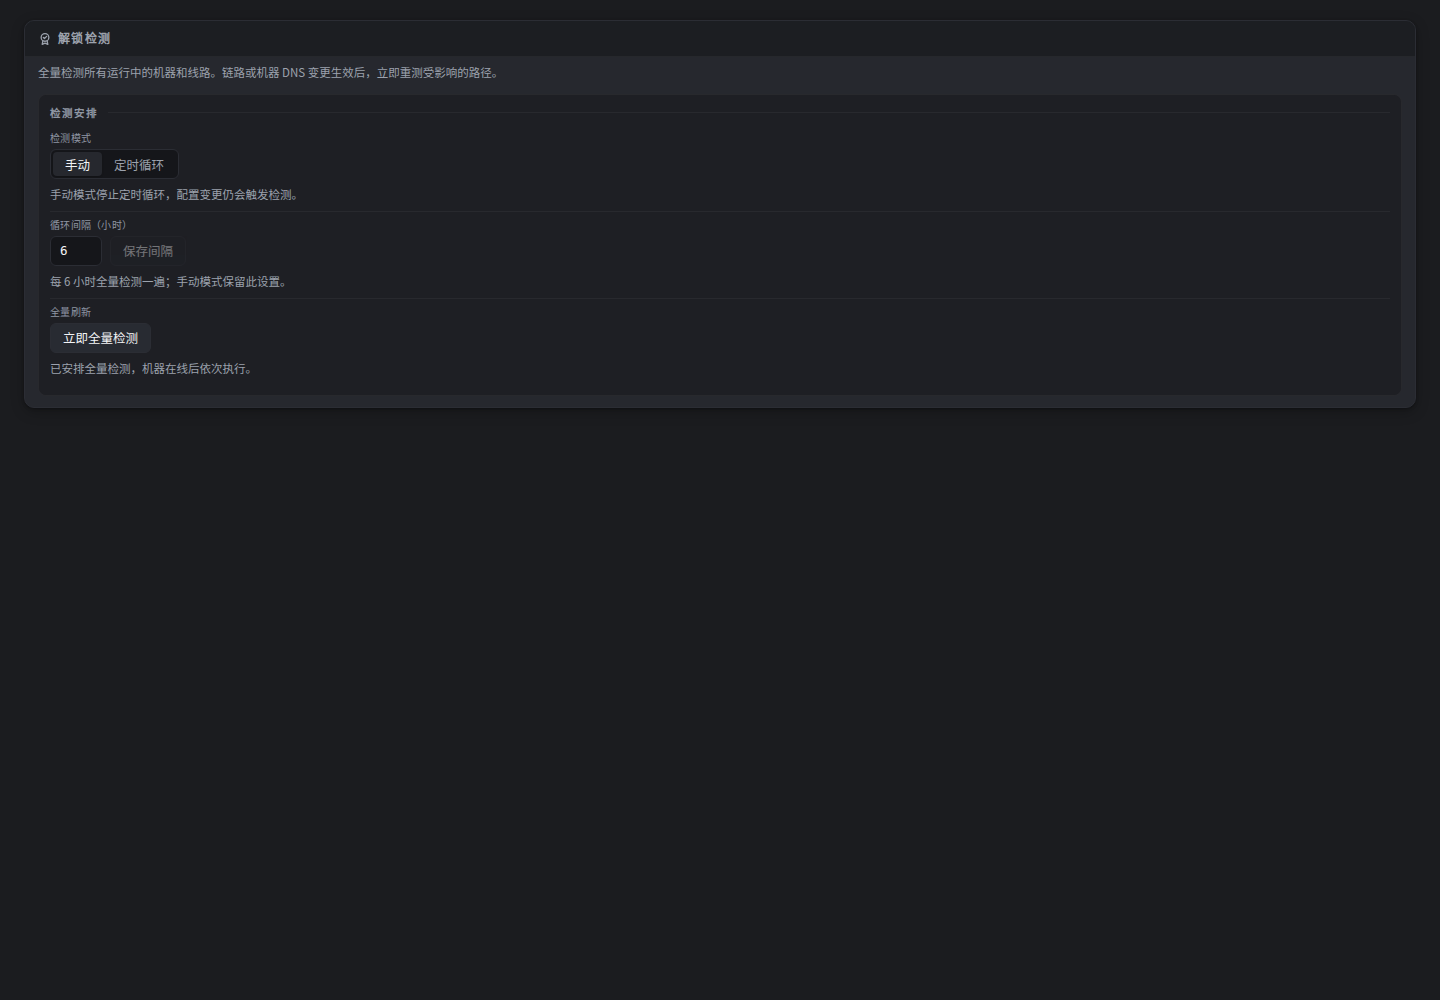 解锁检测
全量检测所有运行中的机器和线路。链路或机器 DNS 变更生效后，立即重测受影响的路径。
检测安排
检测模式
手动 定时循环
手动模式停止定时循环，配置变更仍会触发检测。
循环间隔（小时）
6 保存间隔
每 6 小时全量检测一遍；手动模式保留此设置。
全量刷新
立即全量检测
已安排全量检测，机器在线后依次执行。